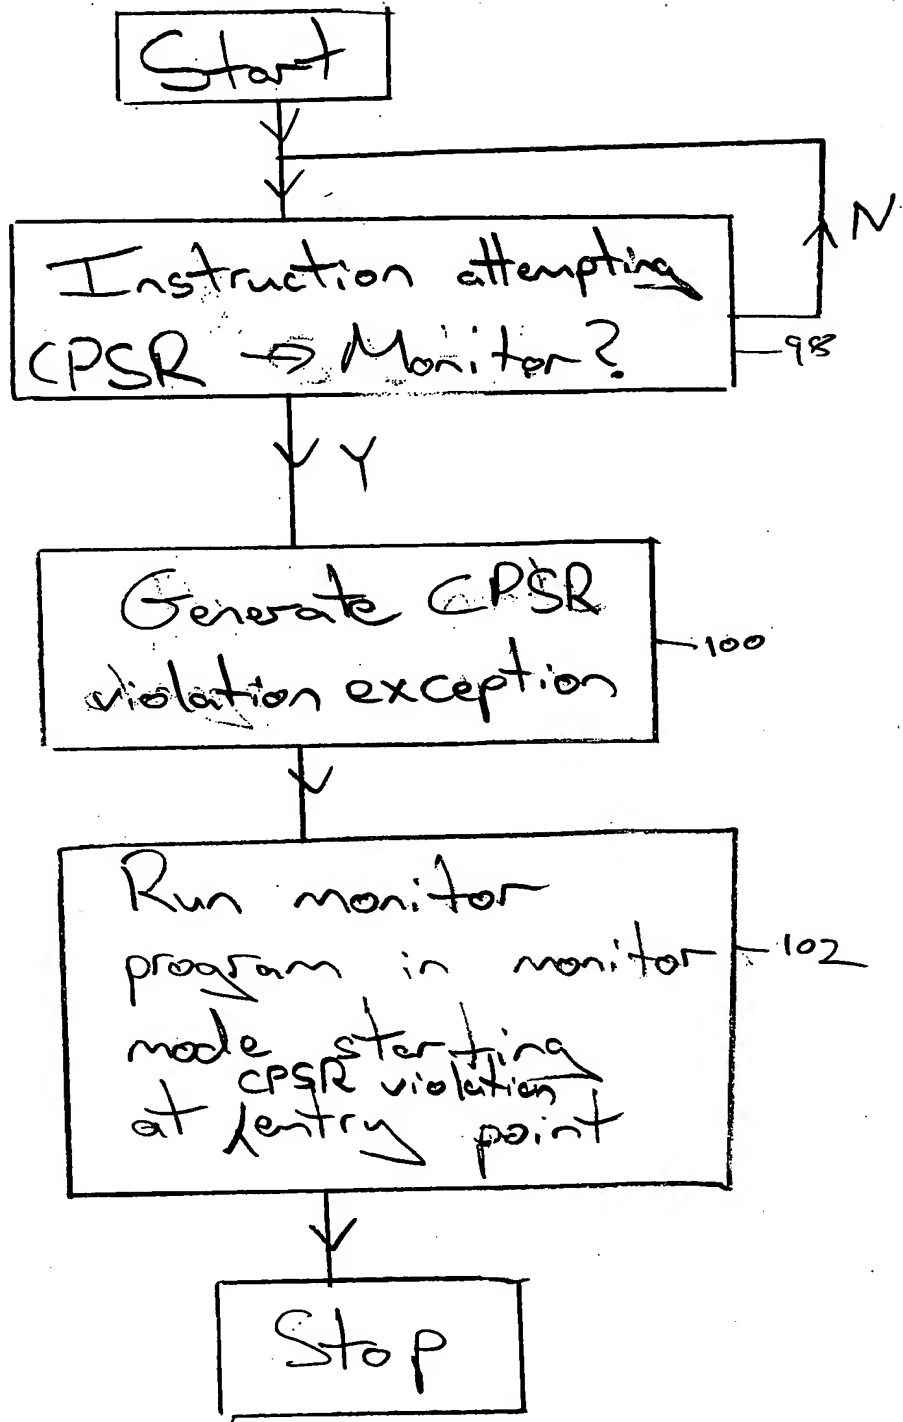 Start
N
Instruction attempting
CPSR → Monitor?
98
Y
Generate CPSR
violation exception
100
Run monitor
program in monitor
102
mode starting
CPSR violation
at entry point
Stop